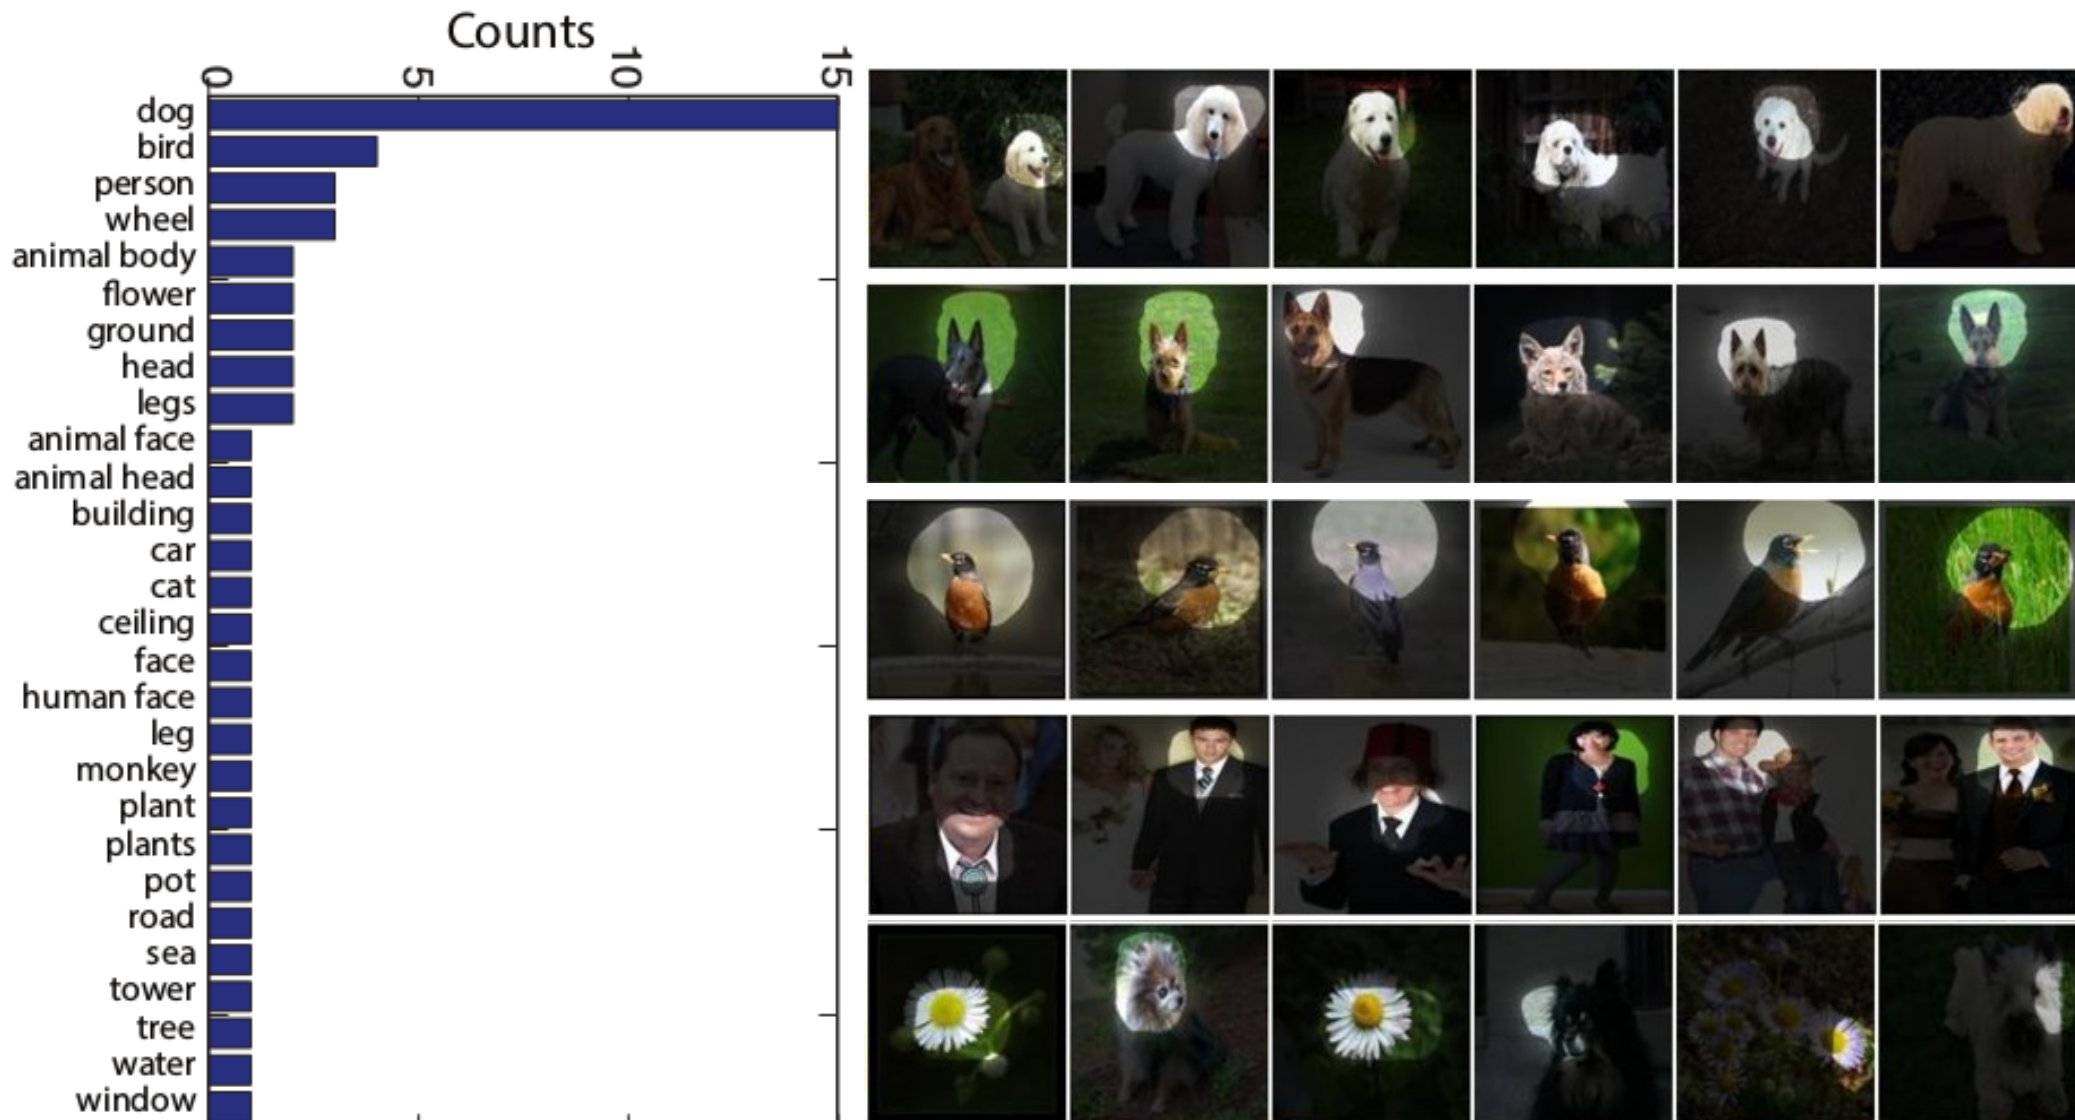 Counts
0 5 10 15
dog
bird
person
wheel
animal body
flower
ground
head
legs
animal face
animal head
building
car
cat
ceiling
face
human face
leg
monkey
plant
plants
pot
road
sea
tower
tree
water
window